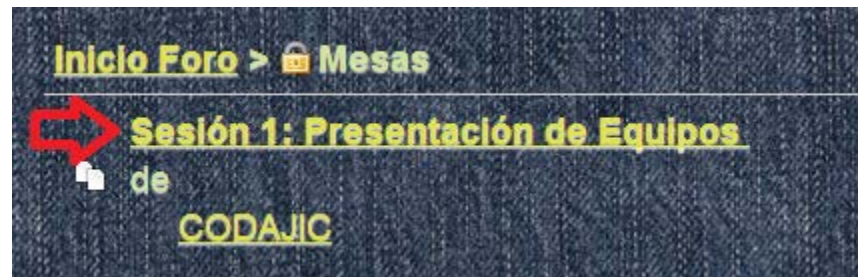 Inicio Foro > Mesas
Sesión 1: Presentación de Equipos
de
CODAJIC